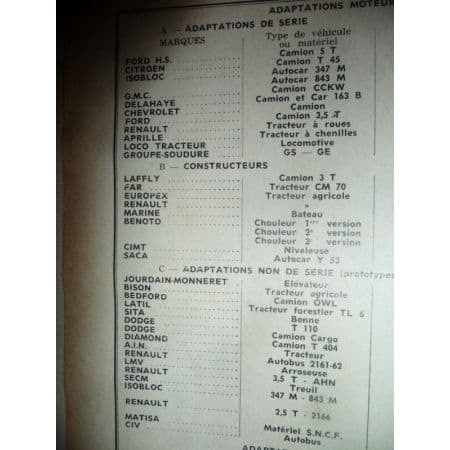 ADAPTATIONS MOTEUR
A — ADAPTATIONS DE SERIE
MARQUES Type de véhicule
ou matériel
FORD H.S. Camion 5 T
CITROEN Camion T 45
ISOBLOC Autocar 347 M
Autocar 843 M
G.M.C. Camion CCKW
DELAHAYE Camion et Car 163 B
CHEVROLET Camion
FORD Camion 3,5 T
RENAULT Tracteur à roues
APRILLE Tracteur à chenilles
LOCO TRACTEUR Locomotive
GROUPE-SOUDURE GS — GE
B — CONSTRUCTEURS
LAFFLY Camion 3 T
FAR Tracteur CM 70
EUROPEX Tracteur agricole
RENAULT »
MARINE Bateau
BENOTO Chouleur 1ère version
Chouleur 2e version
Chouleur 3e version
CIMT Niveleuse
SACA Autocar Y 53
C — ADAPTATIONS NON DE SERIE (prototypes
JOURDAIN-MONNERET Elévateur
BISON Tracteur agricole
BEDFORD Camion OWL
LATIL Tracteur forestier TL 6
SITA Benne
DODGE T 110
DODGE Camion Cargo
DIAMOND Camion T 404
A.I.N. Tracteur
RENAULT Autobus 2161-62
LMV Arroseuse
RENAULT 3,5 T - AHN
SECM Treuil
ISOBLOC 347 M - 843 M
RENAULT 2,5 T - 2166
MATISA Matériel S.N.C.F.
CIV Autobus